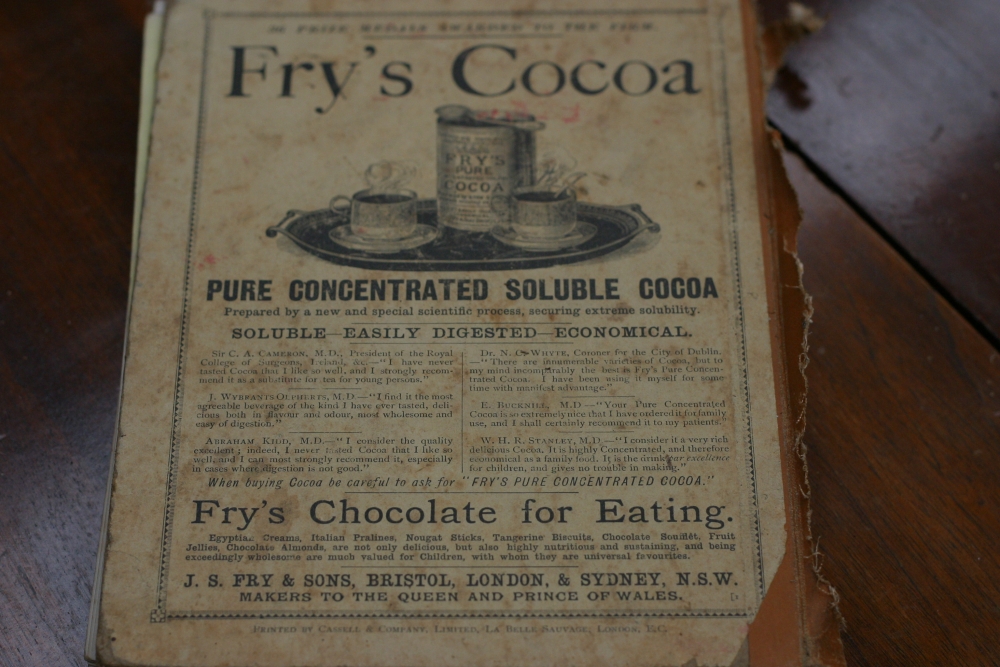 36 PRIZE MEDALS AWARDED TO THE FIRM.
Fry's Cocoa
FRY'S
PURE
COCOA
PURE CONCENTRATED SOLUBLE COCOA
Prepared by a new and special scientific process, securing extreme solubility.
SOLUBLE—EASILY DIGESTED—ECONOMICAL.
Sir C. A. CAMERON, M.D., President of the Royal
College of Surgeons, Ireland, &c.—"I have never
tasted Cocoa that I like so well, and I strongly recom-
mend it as a substitute for tea for young persons."
J. WYBRANTS OLPHERTS, M.D.—"I find it the most
agreeable beverage of the kind I have ever tasted, deli-
cious both in flavour and odour, most wholesome and
easy of digestion."
ABRAHAM KIDD, M.D.—"I consider the quality
excellent; indeed, I never tasted Cocoa that I like so
well, and I can most strongly recommend it, especially
in cases where digestion is not good."
Dr. N. C. WHYTE, Coroner for the City of Dublin.
—"There are innumerable varieties of Cocoa, but to
my mind incomparably the best is Fry's Pure Concen-
trated Cocoa. I have been using it myself for some
time with manifest advantage."
E. BUCKNILL, M.D—"Your Pure Concentrated
Cocoa is so extremely nice that I have ordered it for family
use, and I shall certainly recommend it to my patients."
W. H. R. STANLEY, M.D.—"I consider it a very rich
delicious Cocoa. It is highly Concentrated, and therefore
economical as a family food. It is the drink par excellence
for children, and gives no trouble in making."
When buying Cocoa be careful to ask for "FRY'S PURE CONCENTRATED COCOA."
Fry's Chocolate for Eating.
Egyptian Creams, Italian Pralines, Nougat Sticks, Tangerine Biscuits, Chocolate Soufflét, Fruit
Jellies, Chocolate Almonds, are not only delicious, but also highly nutritious and sustaining, and being
exceedingly wholesome are much valued for Children, with whom they are universal favourites.
J. S. FRY & SONS, BRISTOL, LONDON, & SYDNEY, N.S.W.
MAKERS TO THE QUEEN AND PRINCE OF WALES.
PRINTED BY CASSELL & COMPANY, LIMITED, LA BELLE SAUVAGE, LONDON, E.C.